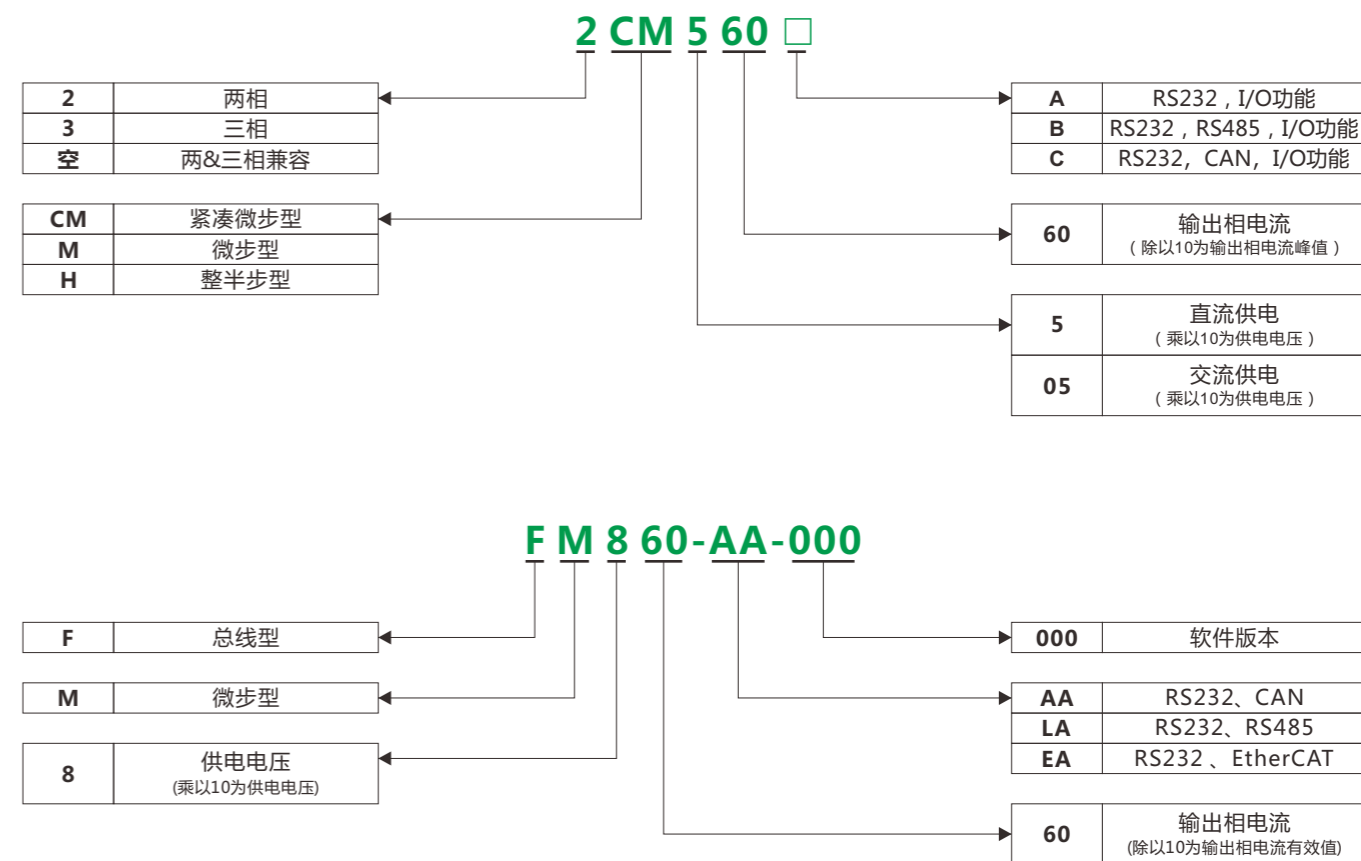 2 CM 5 60 □
2 两相
3 三相
空 两&三相兼容
CM 紧凑微步型
M 微步型
H 整半步型
A RS232 , I/O功能
B RS232 , RS485 , I/O功能
C RS232, CAN, I/O功能
60 输出相电流
( 除以10为输出相电流峰值 )
5 直流供电
( 乘以10为供电电压 )
05 交流供电
( 乘以10为供电电压 )
F M 8 60-AA-000
F 总线型
M 微步型
8 供电电压
(乘以10为供电电压)
000 软件版本
AA RS232、CAN
LA RS232、RS485
EA RS232 、EtherCAT
60 输出相电流
(除以10为输出相电流有效值)